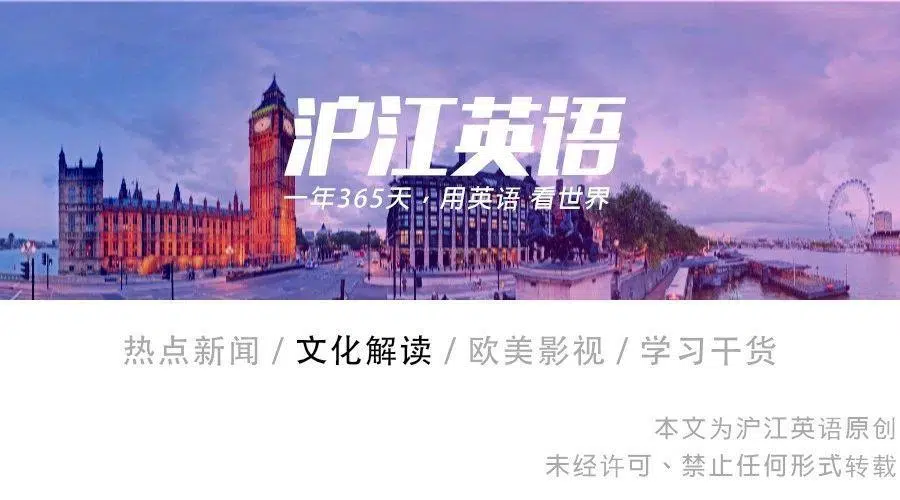 沪江英语
一年365天，用英语 看世界
热点新闻 / 文化解读 / 欧美影视 / 学习干货
本文为沪江英语原创
未经许可、禁止任何形式转载